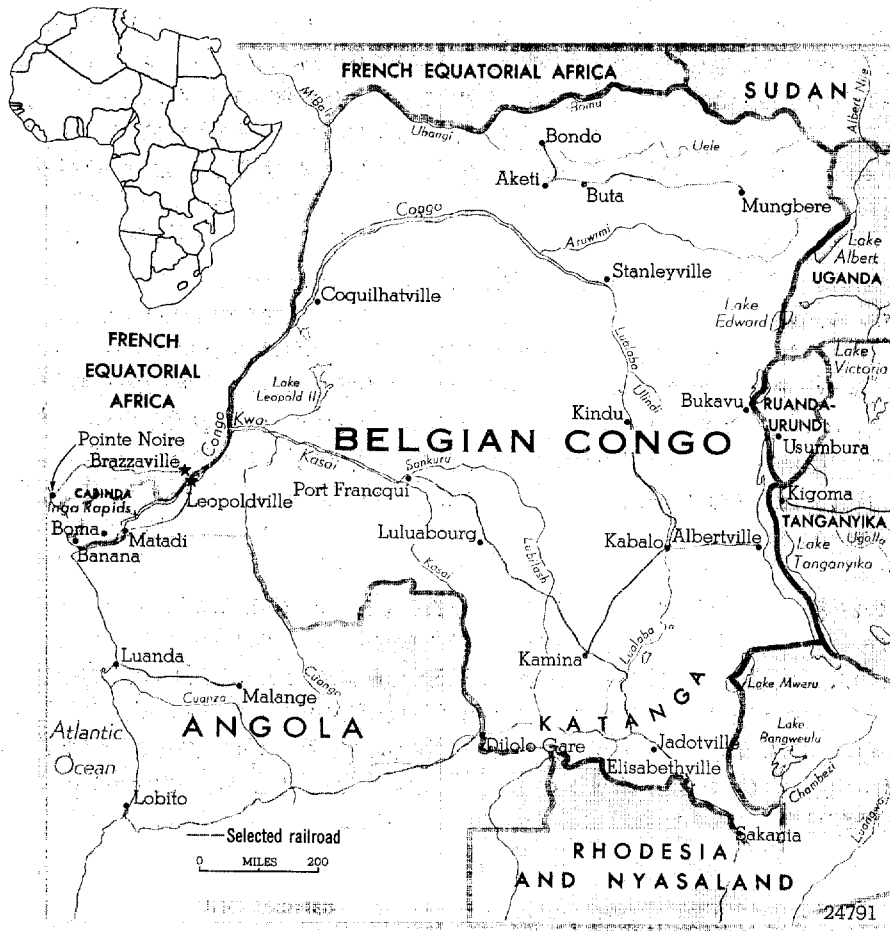 FRENCH EQUATORIAL AFRICA
SUDAN
M'Bali
Ubangi
Bomu
Albert Nile
Bondo
Uele
Aketi
Buta
Mungbere
Congo
Aruwimi
Lake
Albert
UGANDA
Stanleyville
Coquilhatville
Lake
Edward
FRENCH
EQUATORIAL
AFRICA
Lualaba
Ulindi
Lake
Victoria
Lake
Leopold II
Congo
Kwa
Kindu
Bukavu
RUANDA-
URUNDI
Usumbura
BELGIAN CONGO
Pointe Noire
Brazzaville
Kasai
Sankuru
Port Francqui
CABINDA
Leopoldville
nga Rapids
Kigoma
TANGANYIKA
Ugalla
Boma
Matadi
Banana
Luluabourg
Kabalo
Albertville
Lake
Tanganyika
Kasai
Lubilash
Luanda
Kamina
Lualaba
Malange
Cuanza
Cuango
Lake Mweru
KATANGA
Atlantic
Ocean
ANGOLA
Dilolo Gare
Jadotville
Lake
Bangweulu
Elisabethville
Chambezi
Lobito
Luangwa
Sakania
Selected railroad
0 MILES 200
RHODESIA
AND NYASALAND
24791